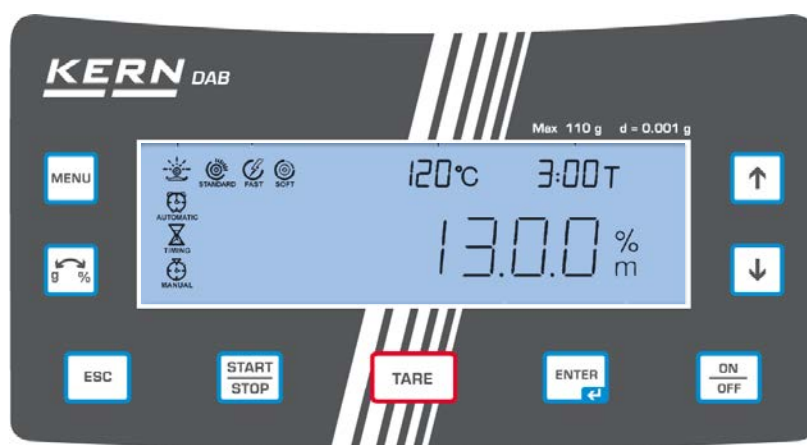 KERN DAB
Max 110 g d = 0.001 g
MENU
STANDARD FAST SOFT
120°C 3:00 T
AUTOMATIC
TIMING
MANUAL
13.0.0 % m
g %
ESC
START
STOP
TARE
ENTER
ON
OFF